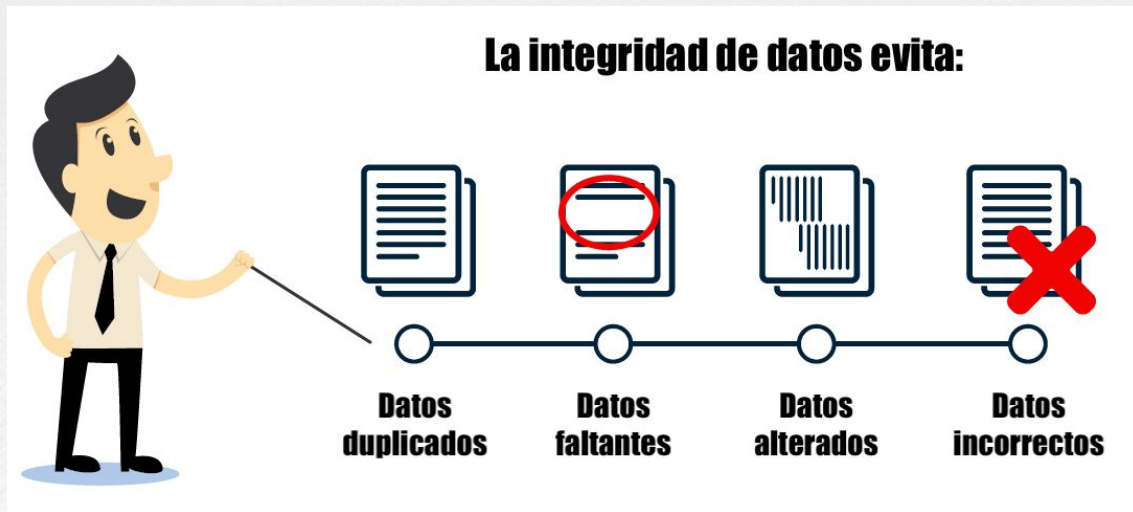 La integridad de datos evita:
Datos
duplicados
Datos
faltantes
Datos
alterados
Datos
incorrectos